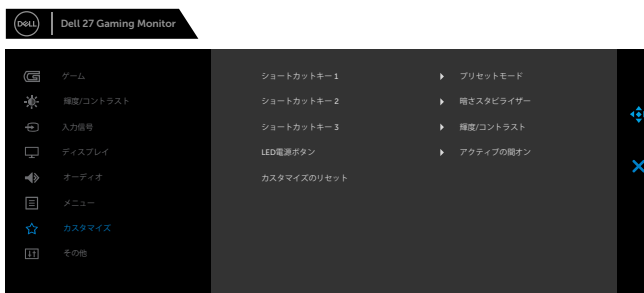 DELL Dell 27 Gaming Monitor
ゲーム ショートカットキー 1 プリセットモード
輝度/コントラスト ショートカットキー 2 暗さスタビライザー
入力信号 ショートカットキー 3 輝度/コントラスト
ディスプレイ LED電源ボタン アクティブの間オン
オーディオ カスタマイズのリセット
メニュー
カスタマイズ
その他